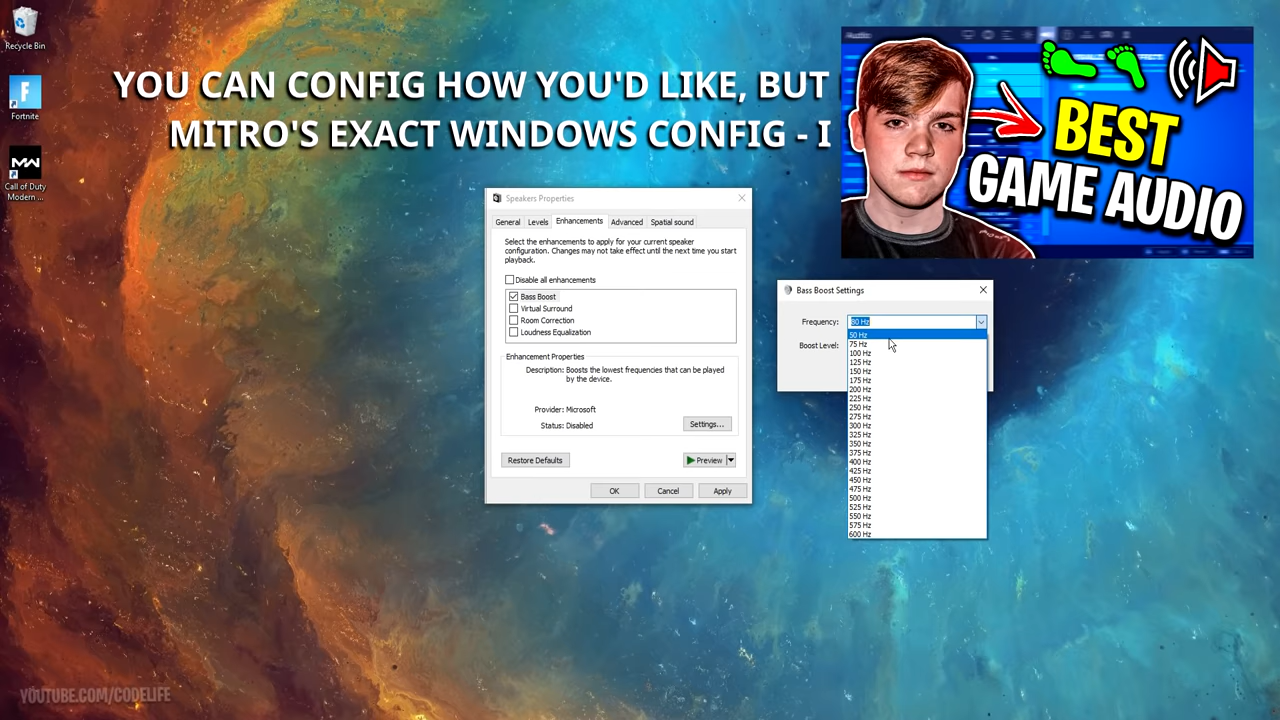 Recycle Bin
Fortnite
Call of Duty
Modern ...
YOU CAN CONFIG HOW YOU'D LIKE, BUT
MITRO'S EXACT WINDOWS CONFIG - I
BEST
GAME AUDIO
Speakers Properties
General Levels Enhancements Advanced Spatial sound
Select the enhancements to apply for your current speaker
configuration. Changes may not take effect until the next time you start
playback.
Disable all enhancements
Bass Boost
Virtual Surround
Room Correction
Loudness Equalization
Enhancement Properties
Description: Boosts the lowest frequencies that can be played
by the device.
Provider: Microsoft
Status: Disabled
Settings...
Restore Defaults
Preview
OK Cancel Apply
Bass Boost Settings
Frequency: 80 Hz
Boost Level:
50 Hz
75 Hz
100 Hz
125 Hz
150 Hz
175 Hz
200 Hz
225 Hz
250 Hz
275 Hz
300 Hz
325 Hz
350 Hz
375 Hz
400 Hz
425 Hz
450 Hz
475 Hz
500 Hz
525 Hz
550 Hz
575 Hz
600 Hz
YOUTUBE.COM/CODELIFE